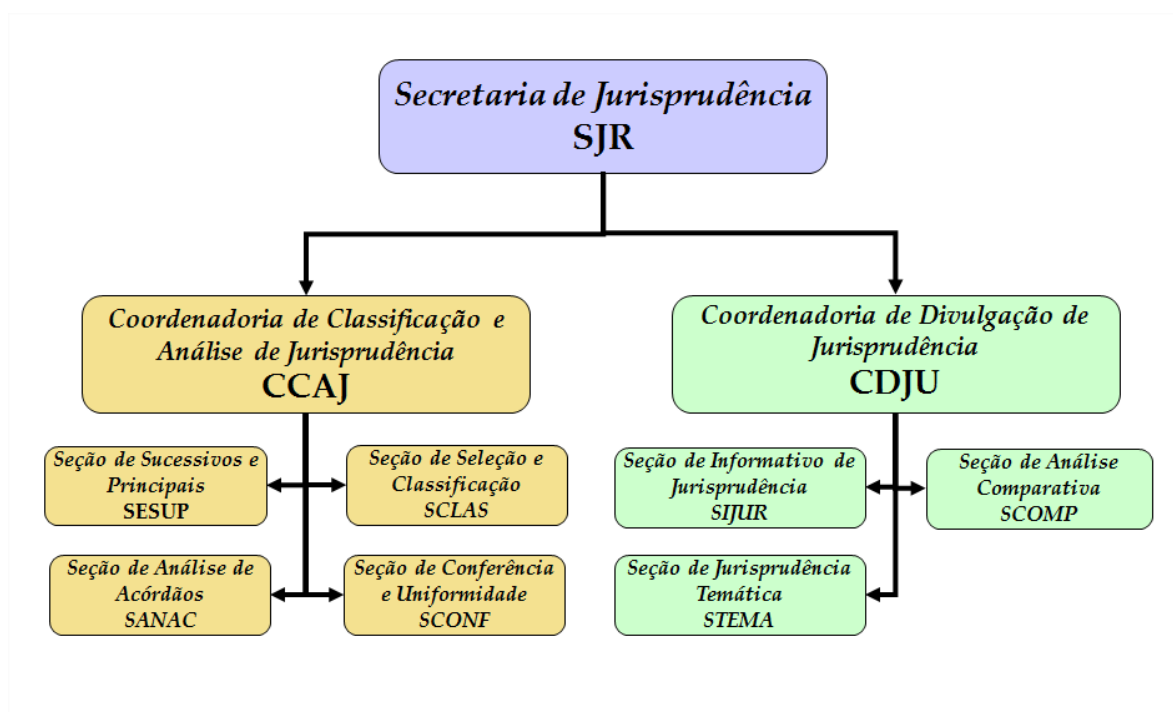 Secretaria de Jurisprudência
SJR
Coordenadoria de Classificação e
Análise de Jurisprudência
CCAJ
Coordenadoria de Divulgação de
Jurisprudência
CDJU
Seção de Sucessivos e
Principais
SESUP
Seção de Seleção e
Classificação
SCLAS
Seção de Informativo de
Jurisprudência
SIJUR
Seção de Análise
Comparativa
SCOMP
Seção de Análise de
Acórdãos
SANAC
Seção de Conferência
e Uniformidade
SCONF
Seção de Jurisprudência
Temática
STEMA